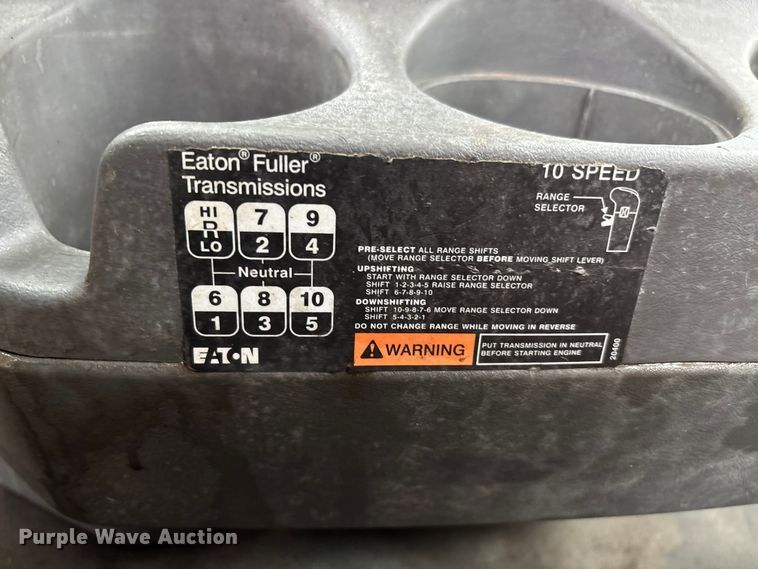 Eaton® Fuller®
Transmissions
HI 7 9
R
LO 2 4
Neutral
6 8 10
1 3 5
EATON
10 SPEED
RANGE
SELECTOR
PRE-SELECT ALL RANGE SHIFTS
(MOVE RANGE SELECTOR BEFORE MOVING SHIFT LEVER)
UPSHIFTING
START WITH RANGE SELECTOR DOWN
SHIFT 1-2-3-4-5 RAISE RANGE SELECTOR
SHIFT 6-7-8-9-10
DOWNSHIFTING
SHIFT 10-9-8-7-6 MOVE RANGE SELECTOR DOWN
SHIFT 5-4-3-2-1
DO NOT CHANGE RANGE WHILE MOVING IN REVERSE
WARNING
PUT TRANSMISSION IN NEUTRAL
BEFORE STARTING ENGINE
20400
Purple Wave Auction